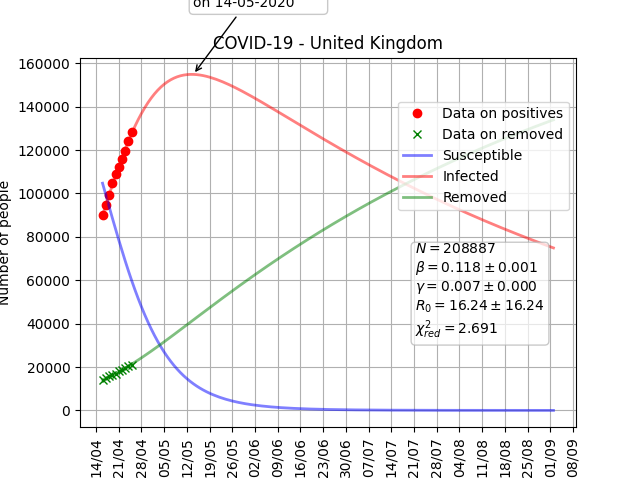 on 14-05-2020
COVID-19 - United Kingdom
160000
140000
120000
100000
80000
60000
40000
20000
0
Number of people
Data on positives
Data on removed
Susceptible
Infected
Removed
N = 208887
β = 0.118 ± 0.001
γ = 0.007 ± 0.000
R₀ = 16.24 ± 16.24
χ²red = 2.691
14/04
21/04
28/04
05/05
12/05
19/05
26/05
02/06
09/06
16/06
23/06
30/06
07/07
14/07
21/07
28/07
04/08
11/08
18/08
25/08
01/09
08/09